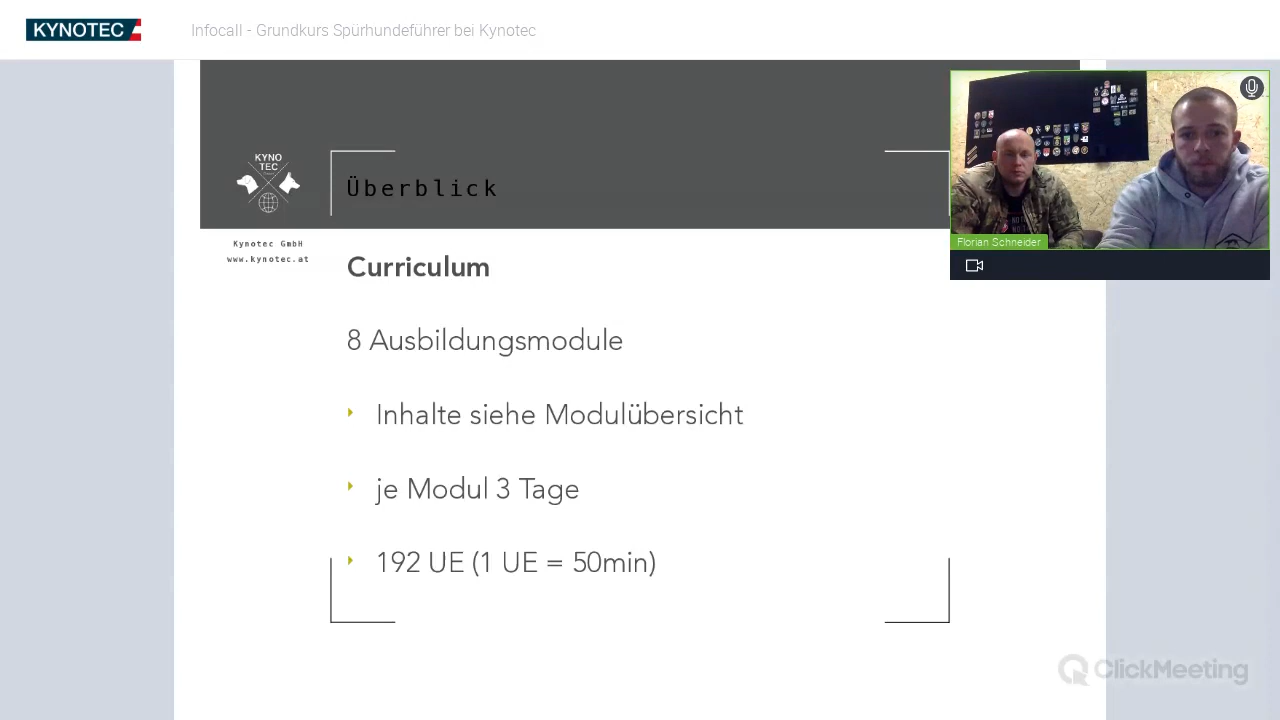 KYNOTEC
Infocall - Grundkurs Spürhundeführer bei Kynotec
KYNO
TEC
Überblick
Kynotec GmbH
www.kynotec.at
Florian Schneider
Curriculum
8 Ausbildungsmodule
Inhalte siehe Modulübersicht
je Modul 3 Tage
192 UE (1 UE = 50min)
ClickMeeting